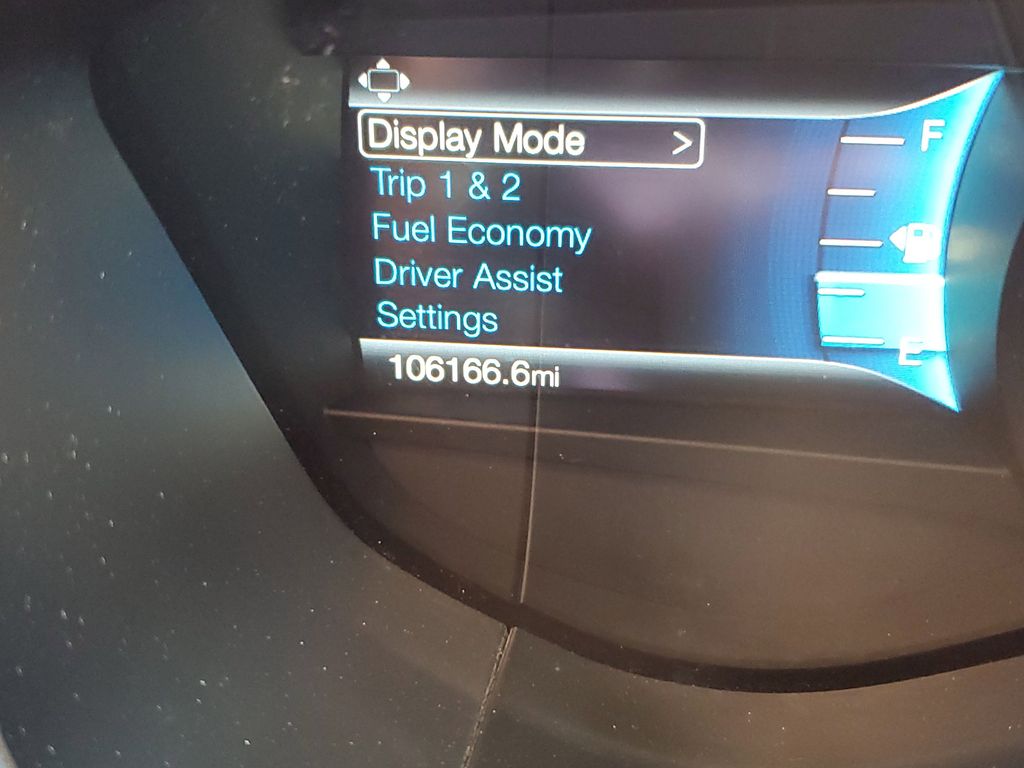 Display Mode >
Trip 1 & 2
Fuel Economy
Driver Assist
Settings
106166.6mi
F
E